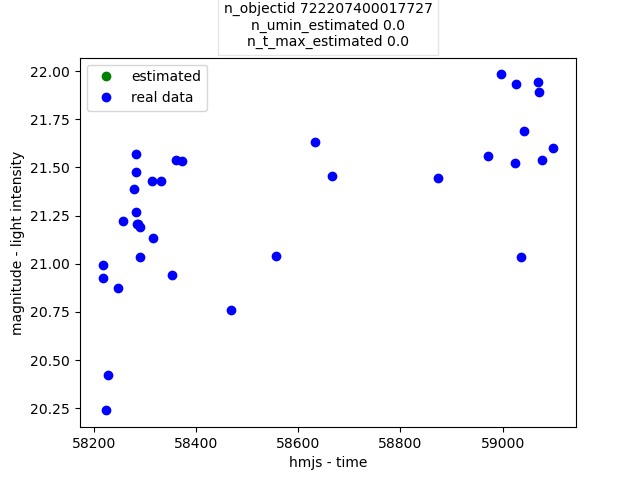 n_objectid 722207400017727
n_umin_estimated 0.0
n_t_max_estimated 0.0
estimated
real data
22.00
21.75
21.50
21.25
21.00
20.75
20.50
20.25
magnitude - light intensity
58200
58400
58600
58800
59000
hmjs - time